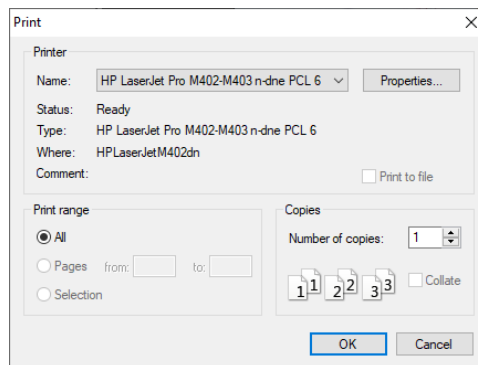 Print
Printer
Name: HP LaserJet Pro M402-M403 n-dne PCL 6 Properties...
Status: Ready
Type: HP LaserJet Pro M402-M403 n-dne PCL 6
Where: HPLaserJetM402dn
Comment: Print to file
Print range
All
Pages from: to:
Selection
Copies
Number of copies: 1
1 1 2 2 3 3 Collate
OK Cancel